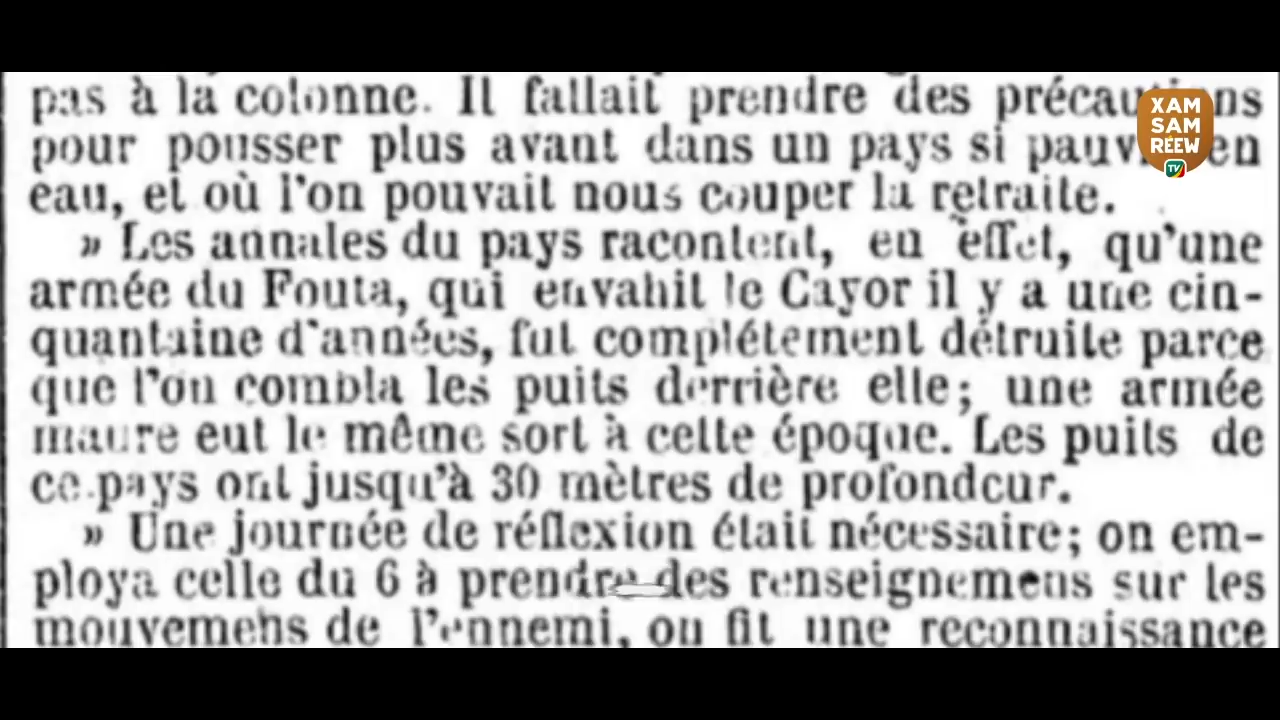 pas à la colonne. Il fallait prendre des
pour pousser plus avant dans un pays si en
eau, et où l'on pouvait nous couper la retraite.
» Les annales du pays racontent, en effet, qu'une
armée du Fouta, qui envahit le Cayor il y a une cin-
quantaine d'années, fut complétement détruite parce
que l'on combla les puits derrière elle; une armée
maure eut le même sort à cette époque. Les puits de
ce pays ont jusqu'à 30 mètres de profondeur.
» Une journée de réflexion était nécessaire; on em-
ploya celle du 6 à prendre des renseignemens sur les
mouvemens de l'ennemi, on fit une reconnaissance
XAM
SAM
REEW
TV